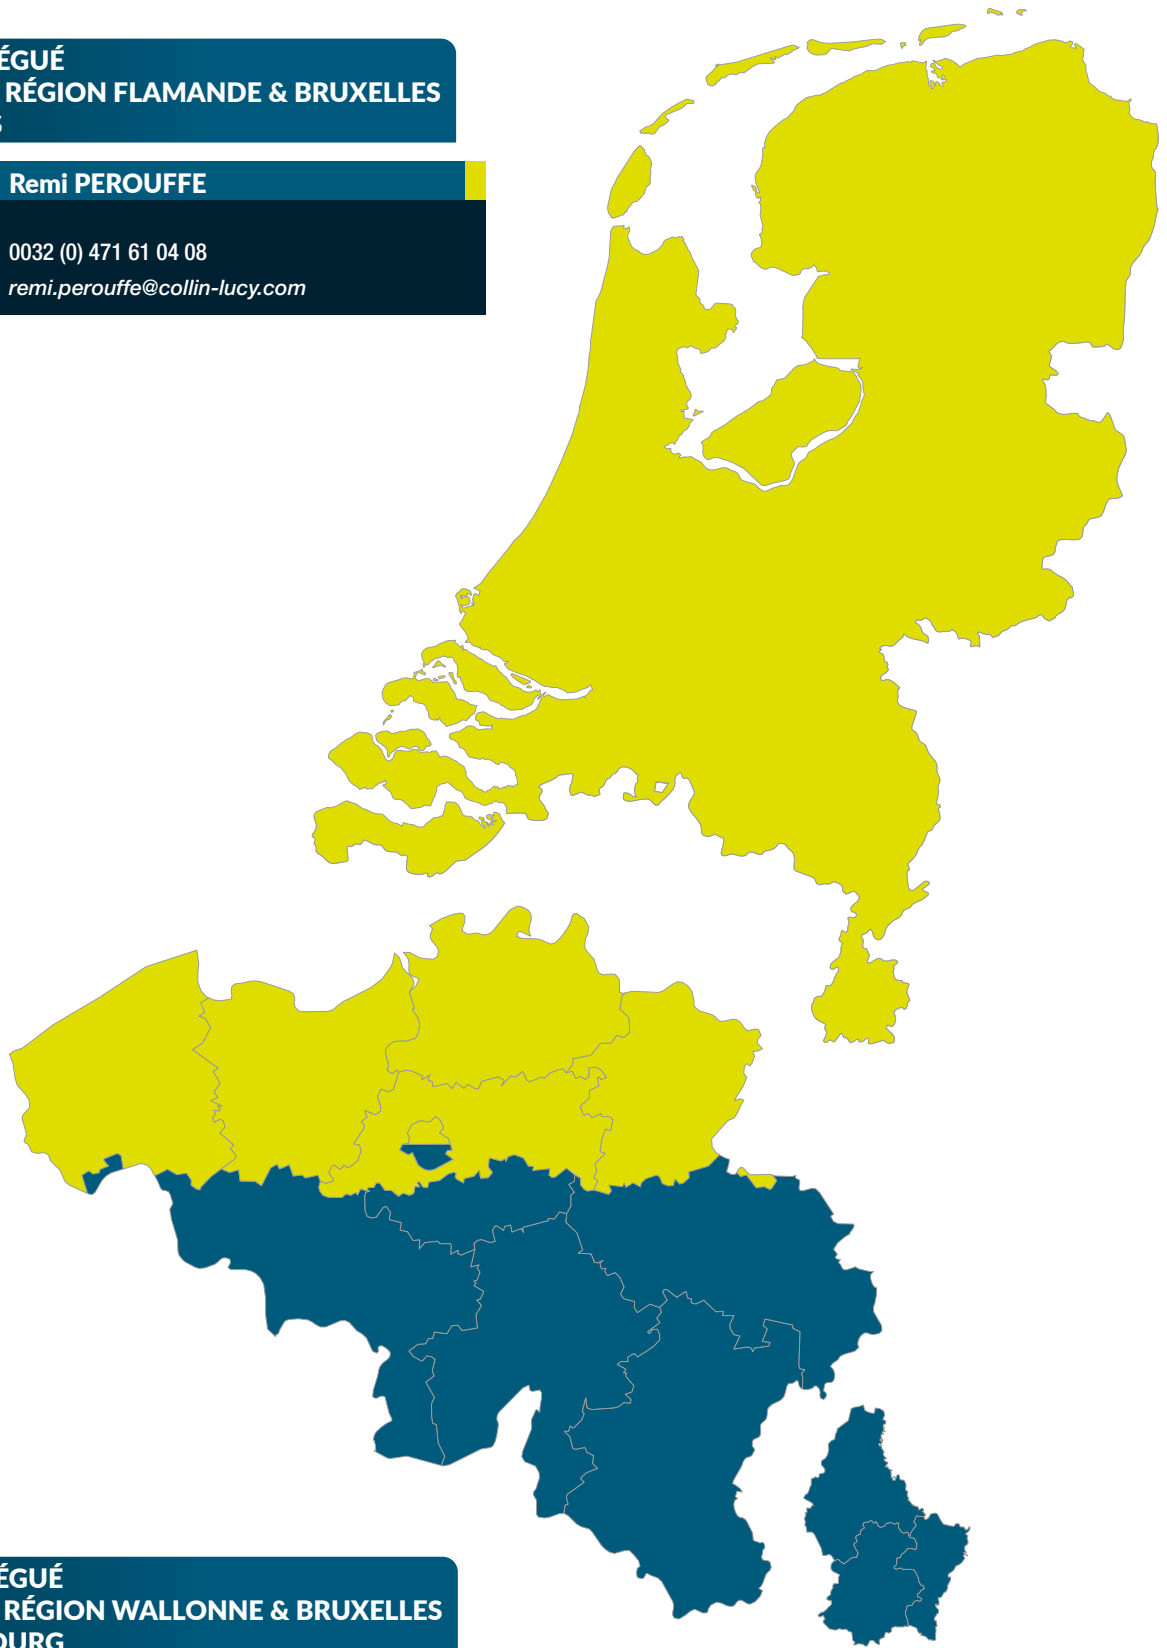 ÉGUÉ
RÉGION FLAMANDE & BRUXELLES
S
Remi PEROUFFE
0032 (0) 471 61 04 08
remi.perouffe@collin-lucy.com
ÉGUÉ
RÉGION WALLONNE & BRUXELLES
OURG